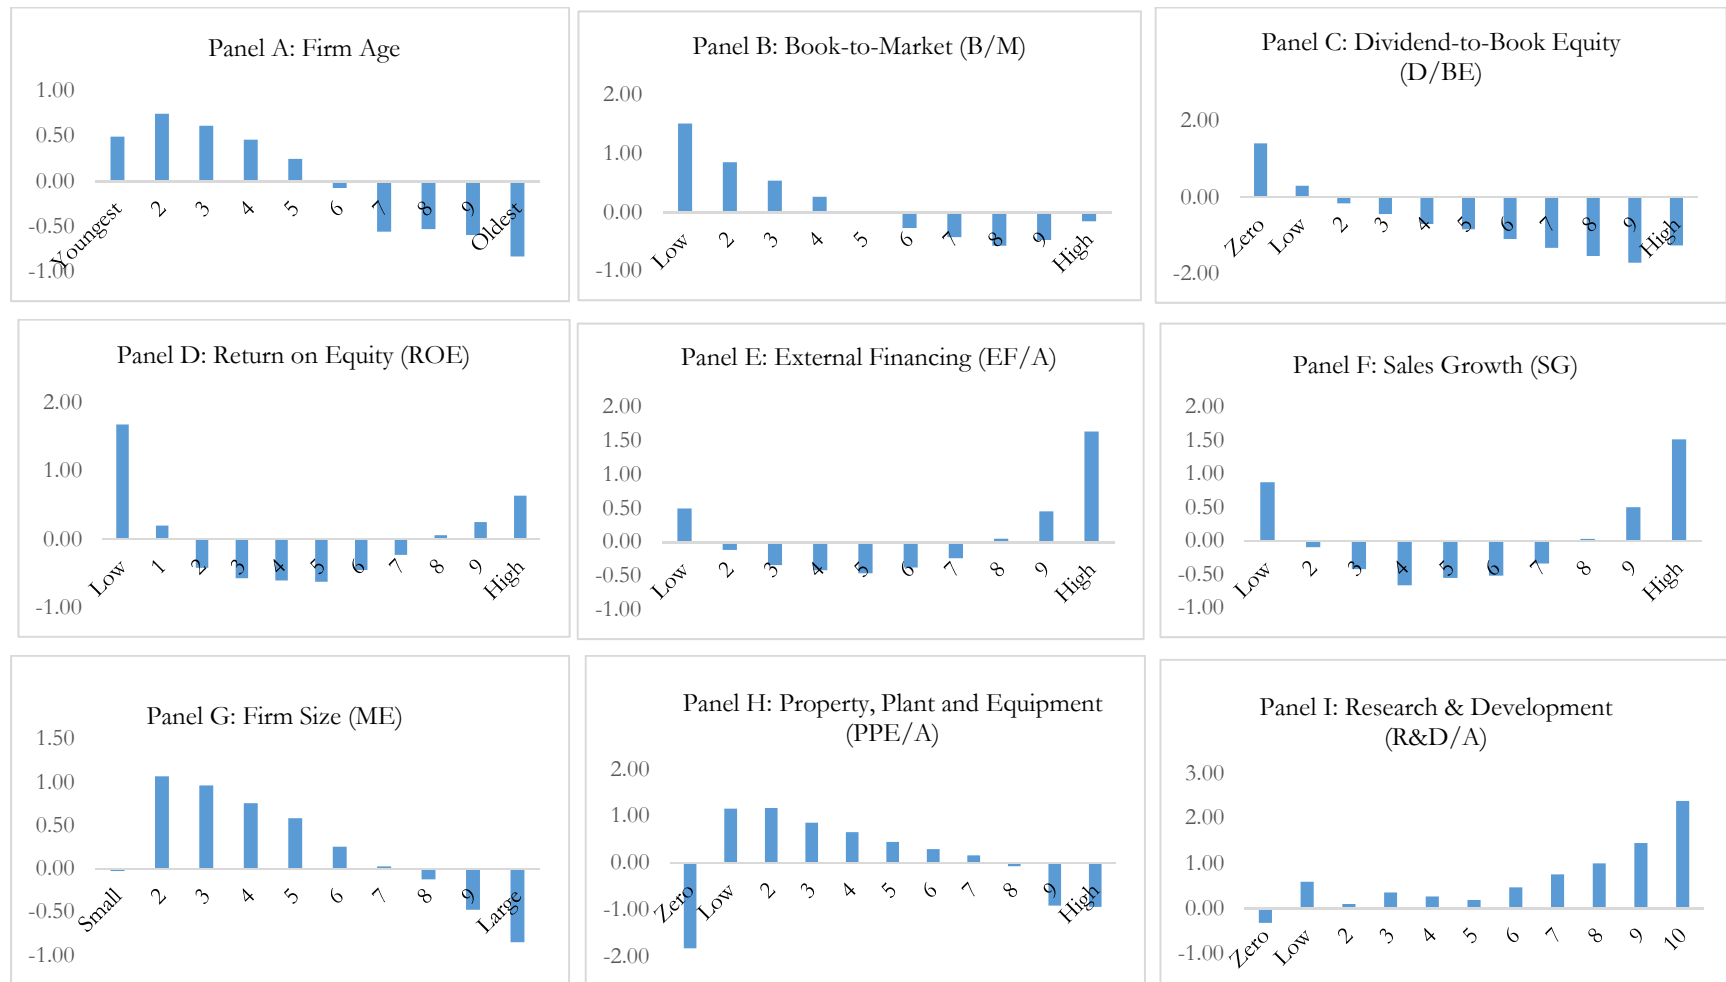 Panel A: Firm Age
1.00
0.50
0.00
-0.50
-1.00
Youngest 2 3 4 5 6 7 8 9 Oldest
Panel B: Book-to-Market (B/M)
2.00
1.00
0.00
-1.00
Low 2 3 4 5 6 7 8 9 High
Panel C: Dividend-to-Book Equity
(D/BE)
2.00
0.00
-2.00
Zero Low 2 3 4 5 6 7 8 9 High
Panel D: Return on Equity (ROE)
2.00
1.00
0.00
-1.00
Low 1 2 3 4 5 6 7 8 9 High
Panel E: External Financing (EF/A)
2.00
1.50
1.00
0.50
0.00
-0.50
-1.00
Low 2 3 4 5 6 7 8 9 High
Panel F: Sales Growth (SG)
2.00
1.50
1.00
0.50
0.00
-0.50
-1.00
Low 2 3 4 5 6 7 8 9 High
Panel G: Firm Size (ME)
1.50
1.00
0.50
0.00
-0.50
-1.00
Small 2 3 4 5 6 7 8 9 Large
Panel H: Property, Plant and Equipment
(PPE/A)
2.00
1.00
0.00
-1.00
-2.00
Zero Low 2 3 4 5 6 7 8 9 High
Panel I: Research & Development
(R&D/A)
3.00
2.00
1.00
0.00
-1.00
Zero Low 2 3 4 5 6 7 8 9 10